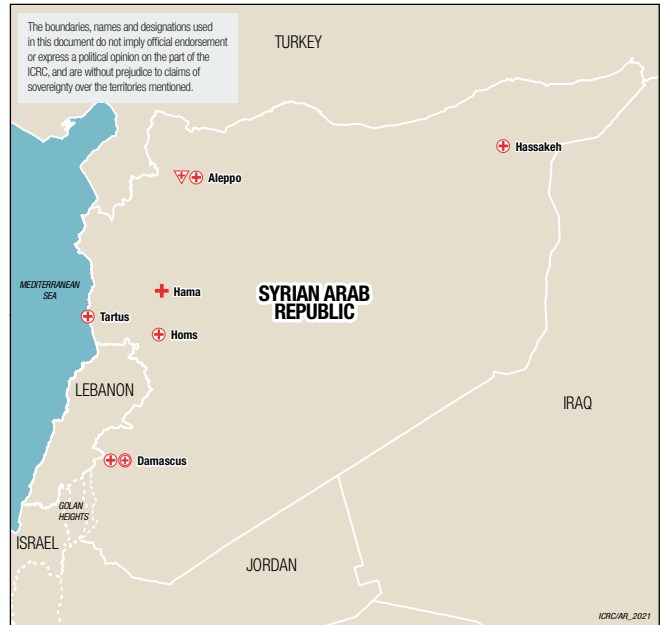 The boundaries, names and designations used
in this document do not imply official endorsement
or express a political opinion on the part of the
ICRC, and are without prejudice to claims of
sovereignty over the territories mentioned.
TURKEY
Hassakeh
Aleppo
MEDITERRANEAN
SEA
Hama
SYRIAN ARAB
REPUBLIC
Tartus
Homs
LEBANON
IRAQ
Damascus
GOLAN
HEIGHTS
ISRAEL
JORDAN
ICRC/AR_2021